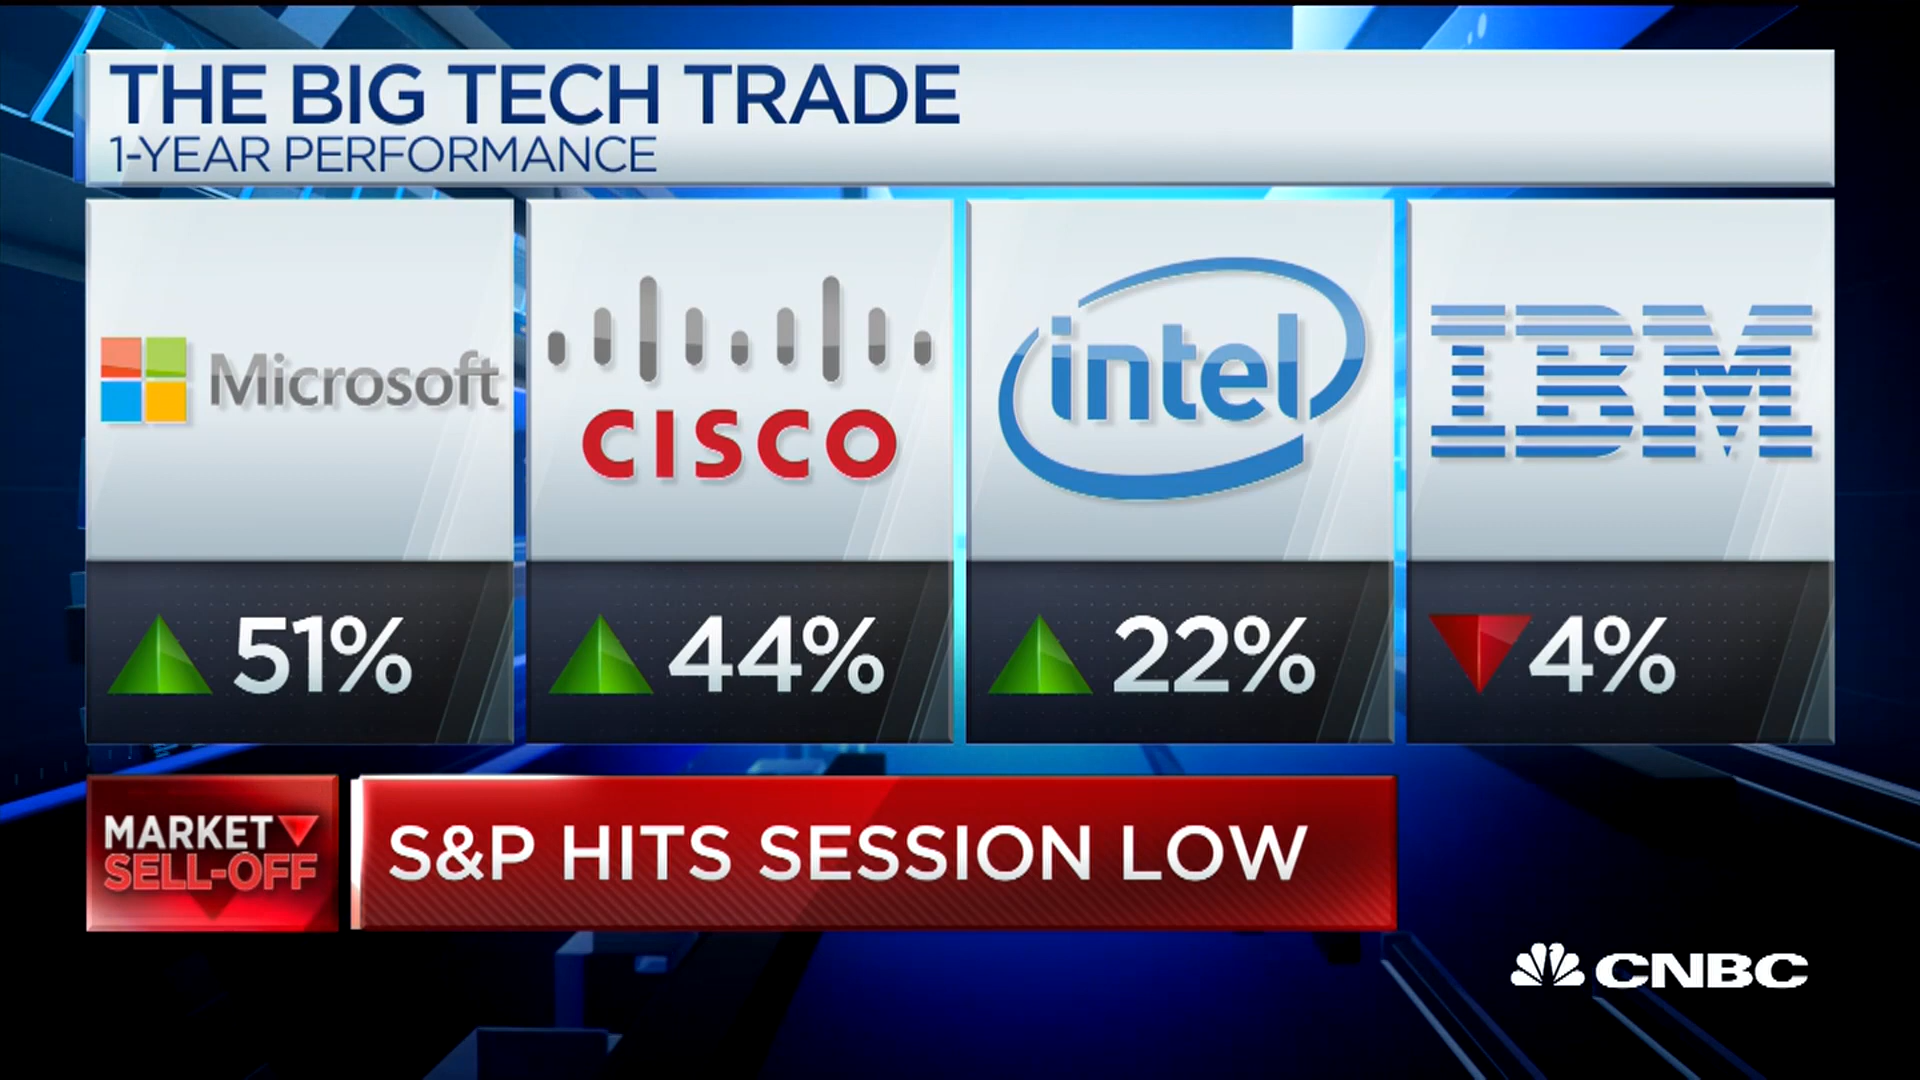 THE BIG TECH TRADE
1-YEAR PERFORMANCE
Microsoft
CISCO
intel
IBM
51%
44%
22%
4%
MARKET
SELL-OFF
S&P HITS SESSION LOW
CNBC